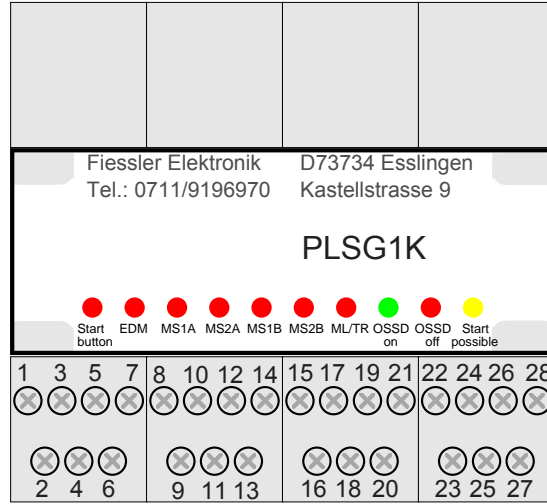 Fiessler Elektronik D73734 Esslingen
Tel.: 0711/9196970 Kastellstrasse 9
PLSG1K
Start button EDM MS1A MS2A MS1B MS2B ML/TR OSSD on OSSD off Start possible
1 3 5 7 8 10 12 14 15 17 19 21 22 24 26 28
2 4 6 9 11 13 16 18 20 23 25 27